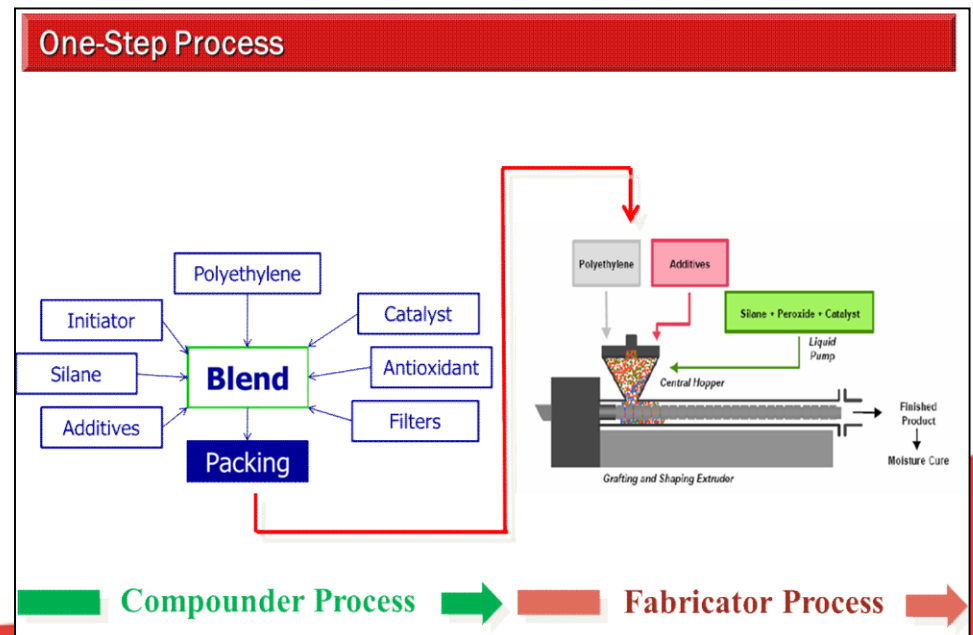 One-Step Process
Polyethylene
Initiator
Catalyst
Silane
Blend
Antioxidant
Additives
Filters
Packing
Polyethylene
Additives
Silane + Peroxide + Catalyst
Liquid
Pump
Central Hopper
Finished
Product
Moisture Cure
Grafting and Shaping Extruder
Compounder Process
Fabricator Process